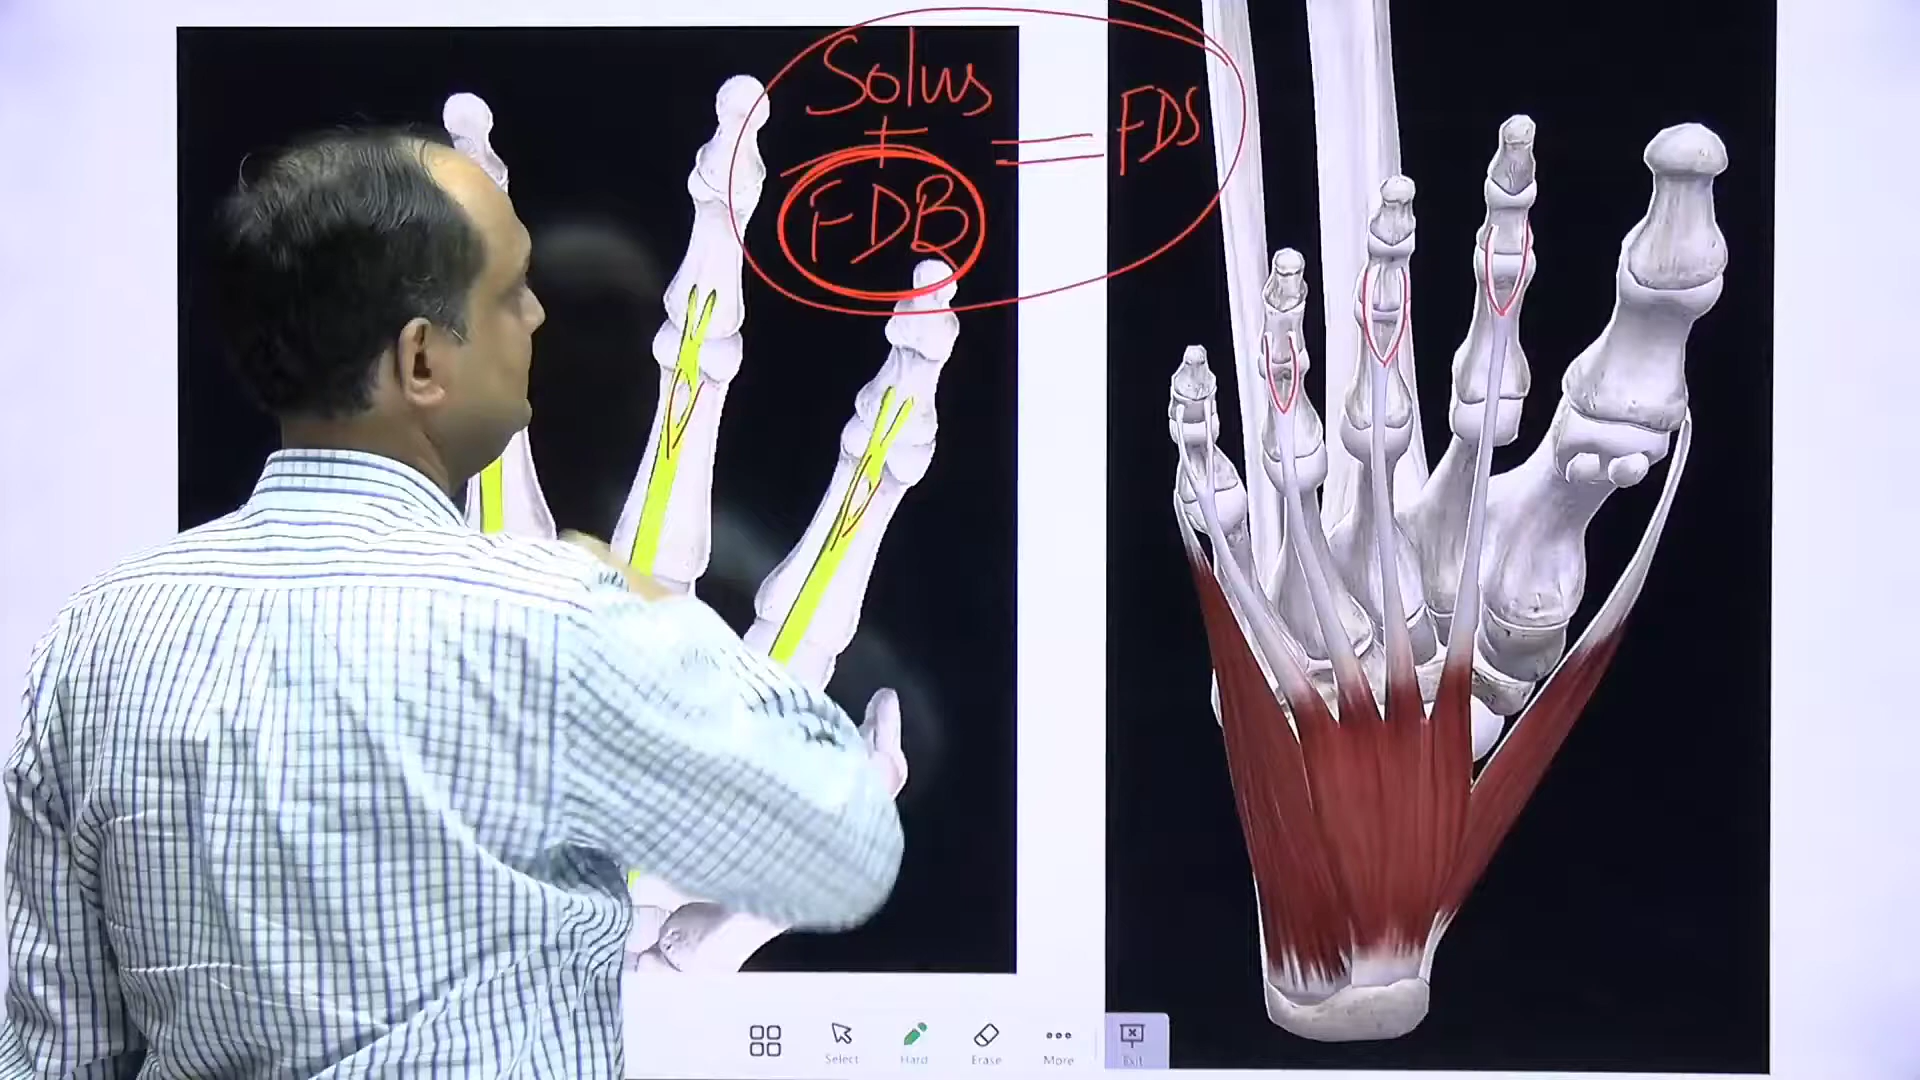 Solus
+
= FDS
FDB
Select
Hard
Erase
More
Exit